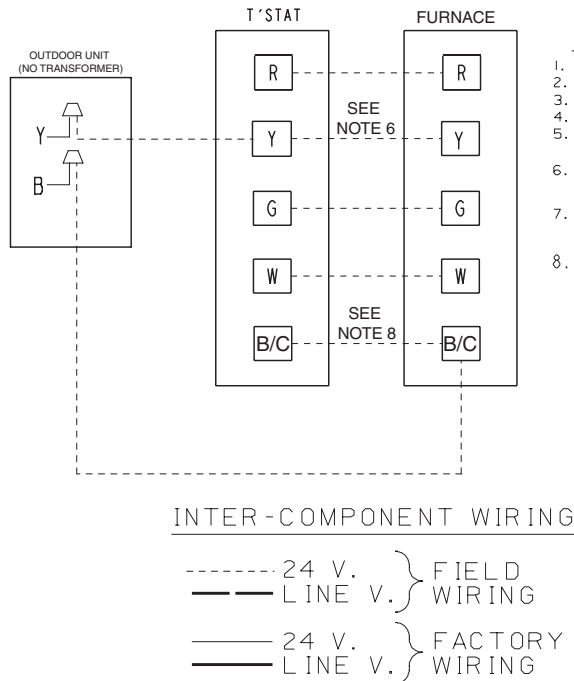 T'STAT
FURNACE
OUTDOOR UNIT
(NO TRANSFORMER)
R
R
SEE
NOTE 6
Y
Y
Y
B
G
G
W
W
SEE
NOTE 8
B/C
B/C
1.
2.
3.
4.
5.
6.
7.
8.
INTER-COMPONENT WIRING
24 V.
LINE V.
FIELD
WIRING
24 V.
LINE V.
FACTORY
WIRING